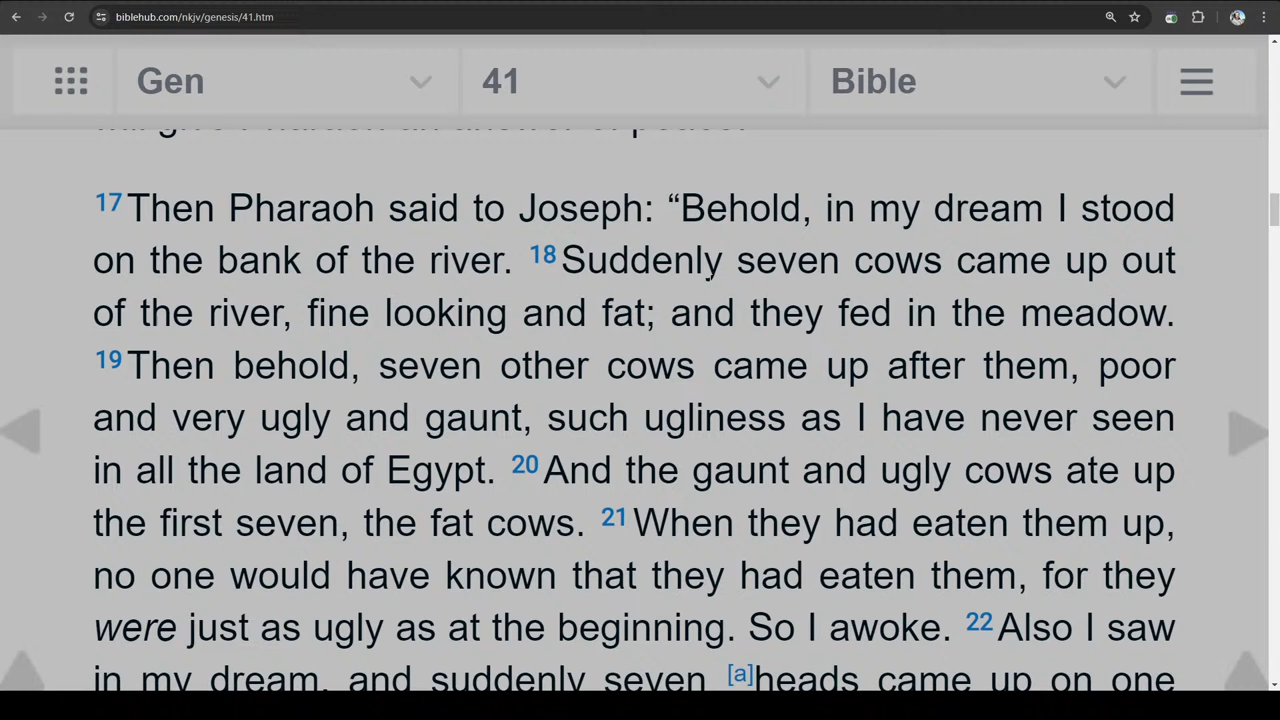 biblehub.com/nkjv/genesis/41.htm
Gen 41 Bible
17 Then Pharaoh said to Joseph: “Behold, in my dream I stood
on the bank of the river. 18 Suddenly seven cows came up out
of the river, fine looking and fat; and they fed in the meadow.
19 Then behold, seven other cows came up after them, poor
and very ugly and gaunt, such ugliness as I have never seen
in all the land of Egypt. 20 And the gaunt and ugly cows ate up
the first seven, the fat cows. 21 When they had eaten them up,
no one would have known that they had eaten them, for they
were just as ugly as at the beginning. So I awoke. 22 Also I saw
in my dream, and suddenly seven [a]heads came up on one